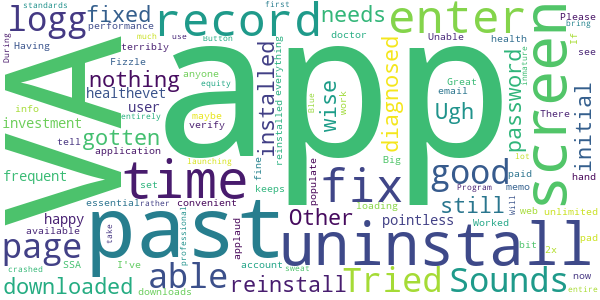 standards
first
logg
fixed
performance
record
needs
enter
Please
bring
During
Having
terribly
much
use
Button
doctor
Unable
health
If
see
VA
app
screen
Fizzle
nothing
anyone
equity
installed
reinstalled
everything
wise
Blue
work
diagnosed
Ugh
Great
email
password
There
immature
initial
healthevet
info
investment
user
gotten
entirely
maybe
verify
tell
application
launching
lot
frequent
time
set
keeps
fine
populate
fix
Big
loading
good
paid
Program
memo
hand
essential
rather
convenient
happy
available
past
take
I've
professional
applaud
Other
pointless
still
Will
web
unlimited
page
able
account
uninstall
Worked
bit
2x
pad
SSA
crashed
downloaded
downloads
sweat
reinstall
Tried
Sounds
now
entire